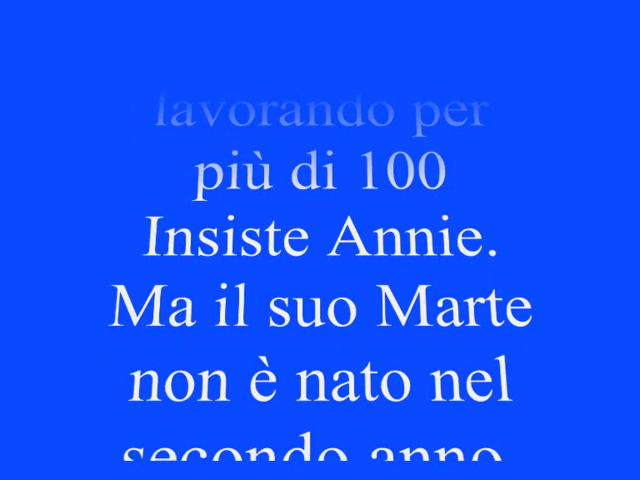 lavorando per
più di 100
Insiste Annie.
Ma il suo Marte
non è nato nel
secondo anno